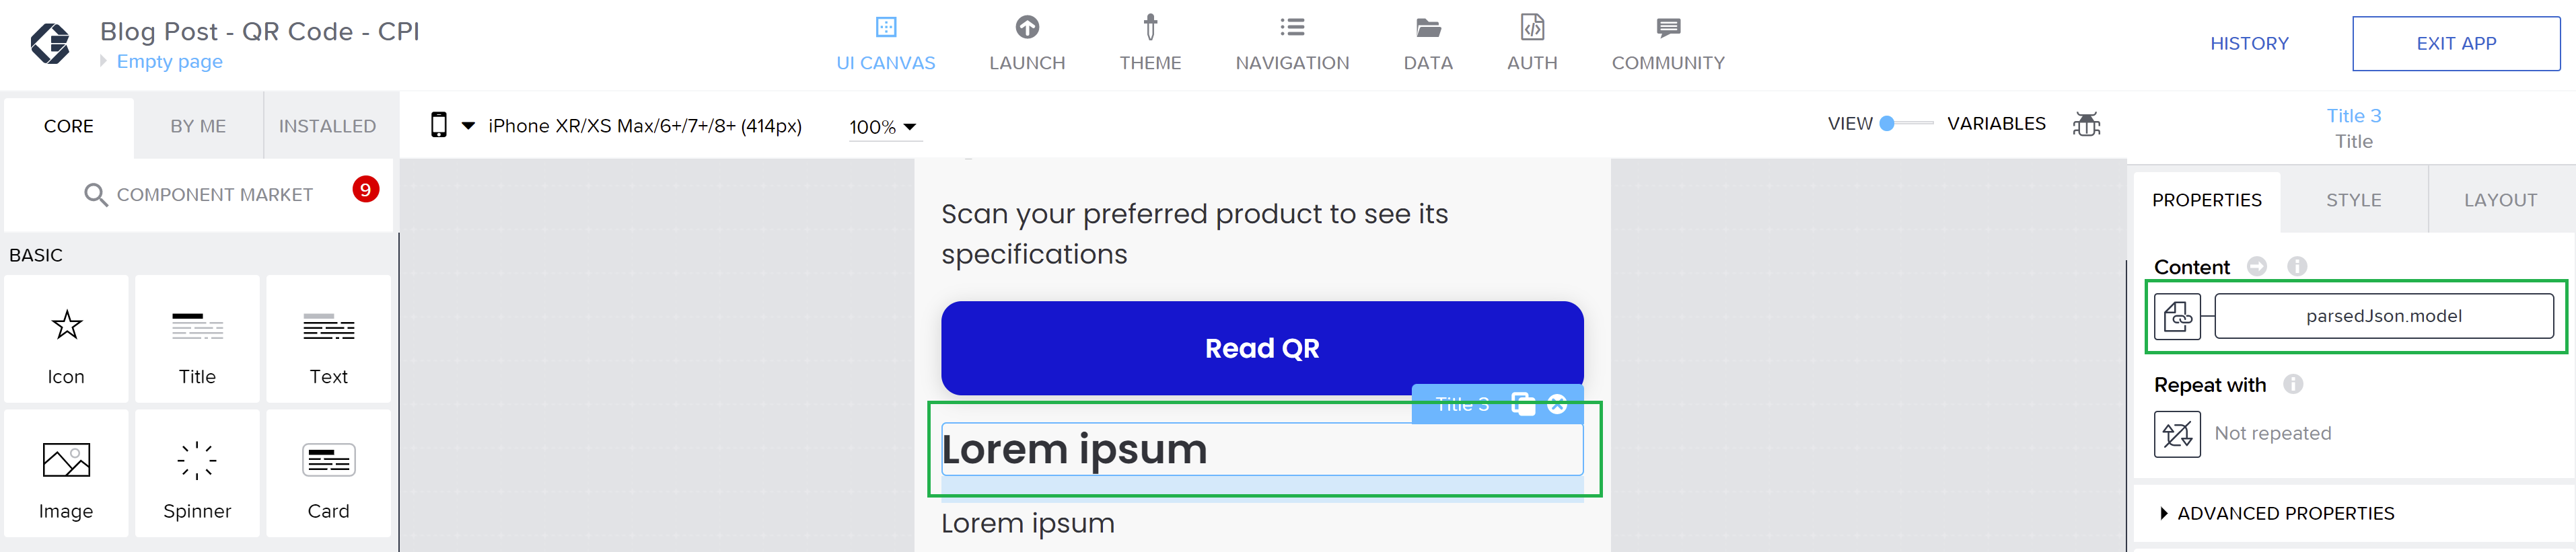 Blog Post - QR Code - CPI
Empty page
UI CANVAS
LAUNCH
THEME
NAVIGATION
DATA
AUTH
COMMUNITY
HISTORY
EXIT APP
CORE
BY ME
INSTALLED
COMPONENT MARKET
9
BASIC
Icon
Title
Text
Image
Spinner
Card
iPhone XR/XS Max/6+/7+/8+ (414px)
100%
VIEW
VARIABLES
Scan your preferred product to see its
specifications
Read QR
Title 3
Lorem ipsum
Lorem ipsum
Title 3
Title
PROPERTIES
STYLE
LAYOUT
Content
parsedJson.model
Repeat with
Not repeated
ADVANCED PROPERTIES